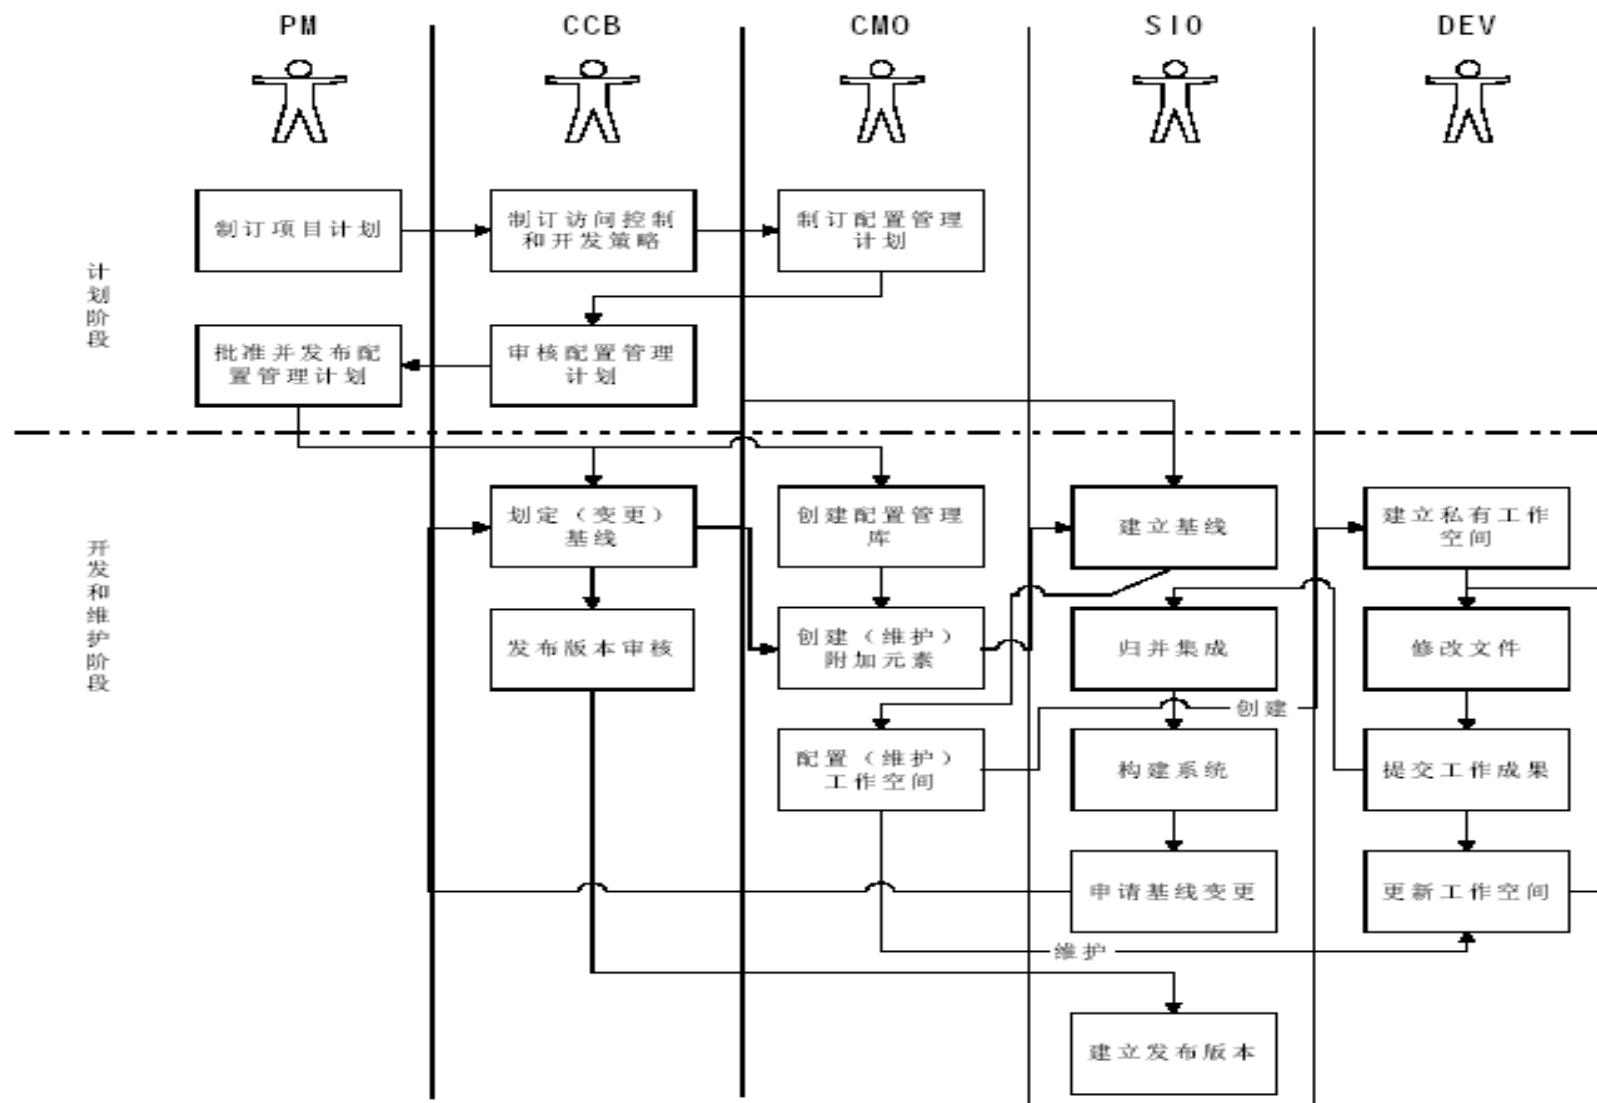 PM
CCB
CMO
SIO
DEV
计划阶段
制订项目计划
制订访问控制
和开发策略
制订配置管理
计划
批准并发布配
置管理计划
审核配置管理
计划
开发和维护阶段
划定（变更）
基线
创建配置管理
库
建立基线
建立私有工作
空间
发布版本审核
创建（维护）
附加元素
归并集成
修改文件
创建
配置（维护）
工作空间
构建系统
提交工作成果
申请基线变更
更新工作空间
维护
建立发布版本